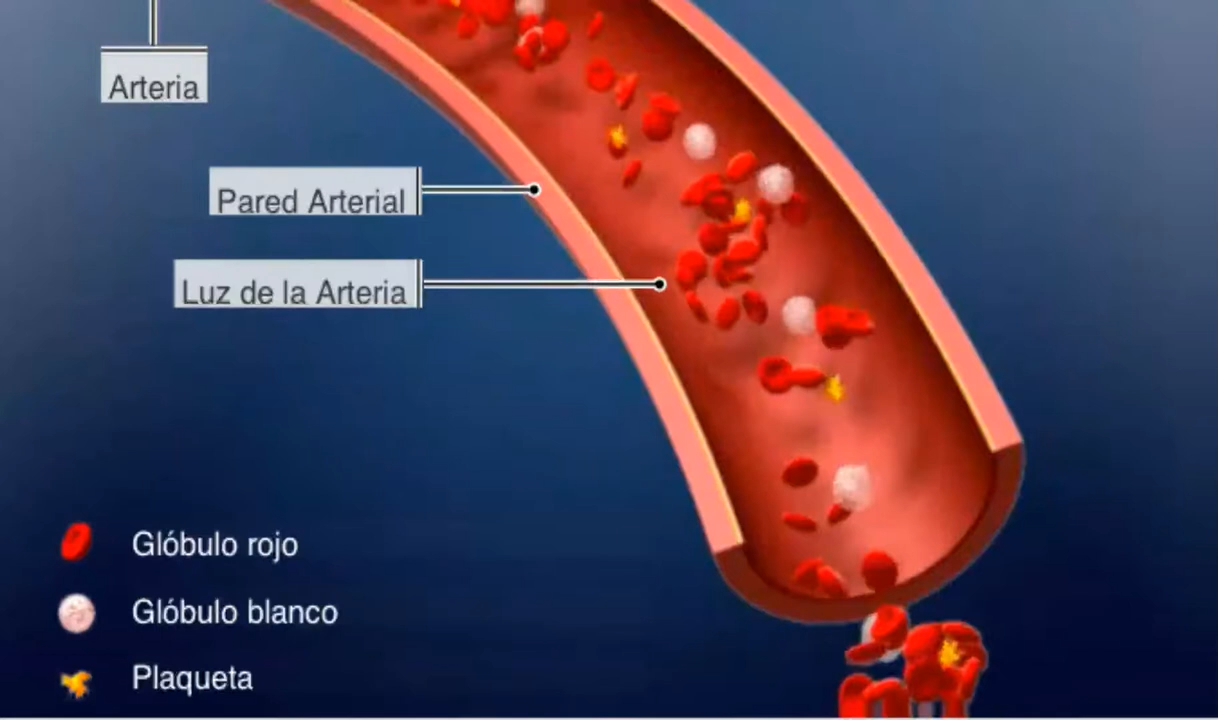 Arteria
Pared Arterial
Luz de la Arteria
Glóbulo rojo
Glóbulo blanco
Plaqueta